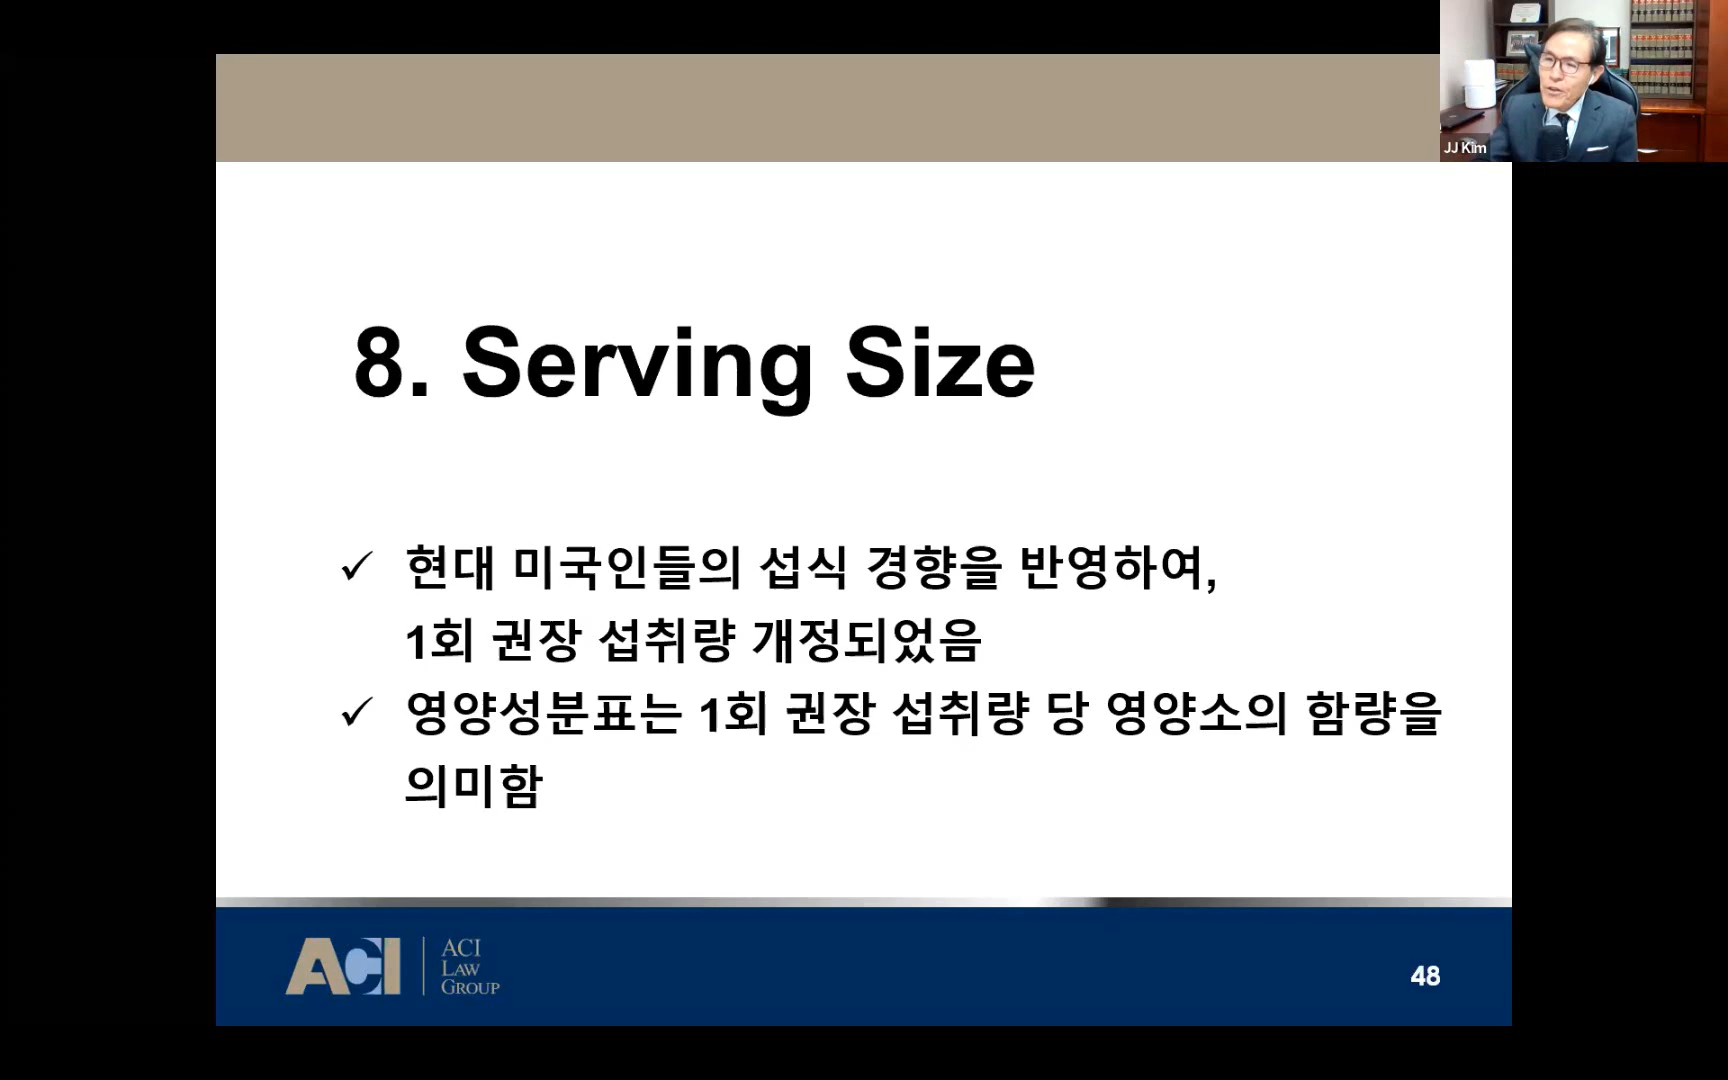 JJ Kim
8. Serving Size
✓ 현대 미국인들의 섭식 경향을 반영하여,
1회 권장 섭취량 개정되었음
✓ 영양성분표는 1회 권장 섭취량 당 영양소의 함량을
의미함
ACI
ACI
LAW
GROUP
48